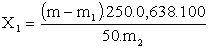 X₁ = (m – m₁) 250.0,638.100 / 50.m₂